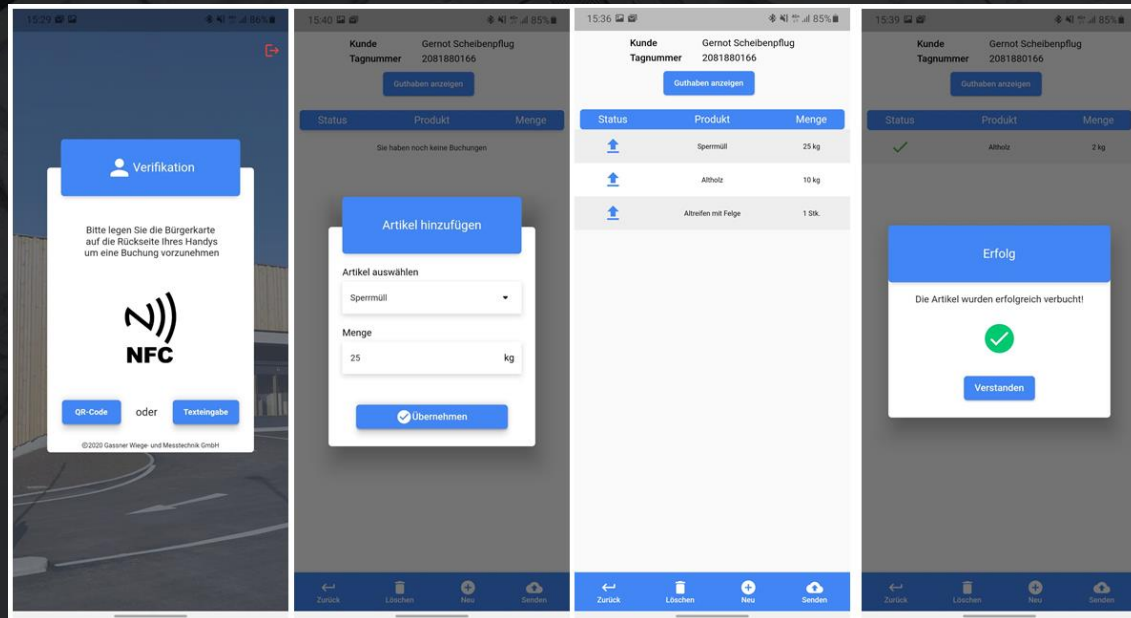 15:29
86%
Verifikation
Bitte legen Sie die Bürgerkarte
auf die Rückseite Ihres Handys
um eine Buchung vorzunehmen
NFC
QR-Code oder Texteingabe
©2020 Gassner Wiege- und Messtechnik GmbH
15:40
85%
Kunde Gernot Scheibenpflug
Tagnummer 2081880166
Guthaben anzeigen
Status Produkt Menge
Sie haben noch keine Buchungen
Artikel hinzufügen
Artikel auswählen
Sperrmüll
Menge
25 kg
Übernehmen
Zurück Löschen Neu Senden
15:36
85%
Kunde Gernot Scheibenpflug
Tagnummer 2081880166
Guthaben anzeigen
Status Produkt Menge
Sperrmüll 25 kg
Altholz 10 kg
Altreifen mit Felge 1 Stk.
Zurück Löschen Neu Senden
15:39
85%
Kunde Gernot Scheibenpflug
Tagnummer 2081880166
Guthaben anzeigen
Status Produkt Menge
Altholz 2 kg
Erfolg
Die Artikel wurden erfolgreich verbucht!
Verstanden
Zurück Löschen Neu Senden